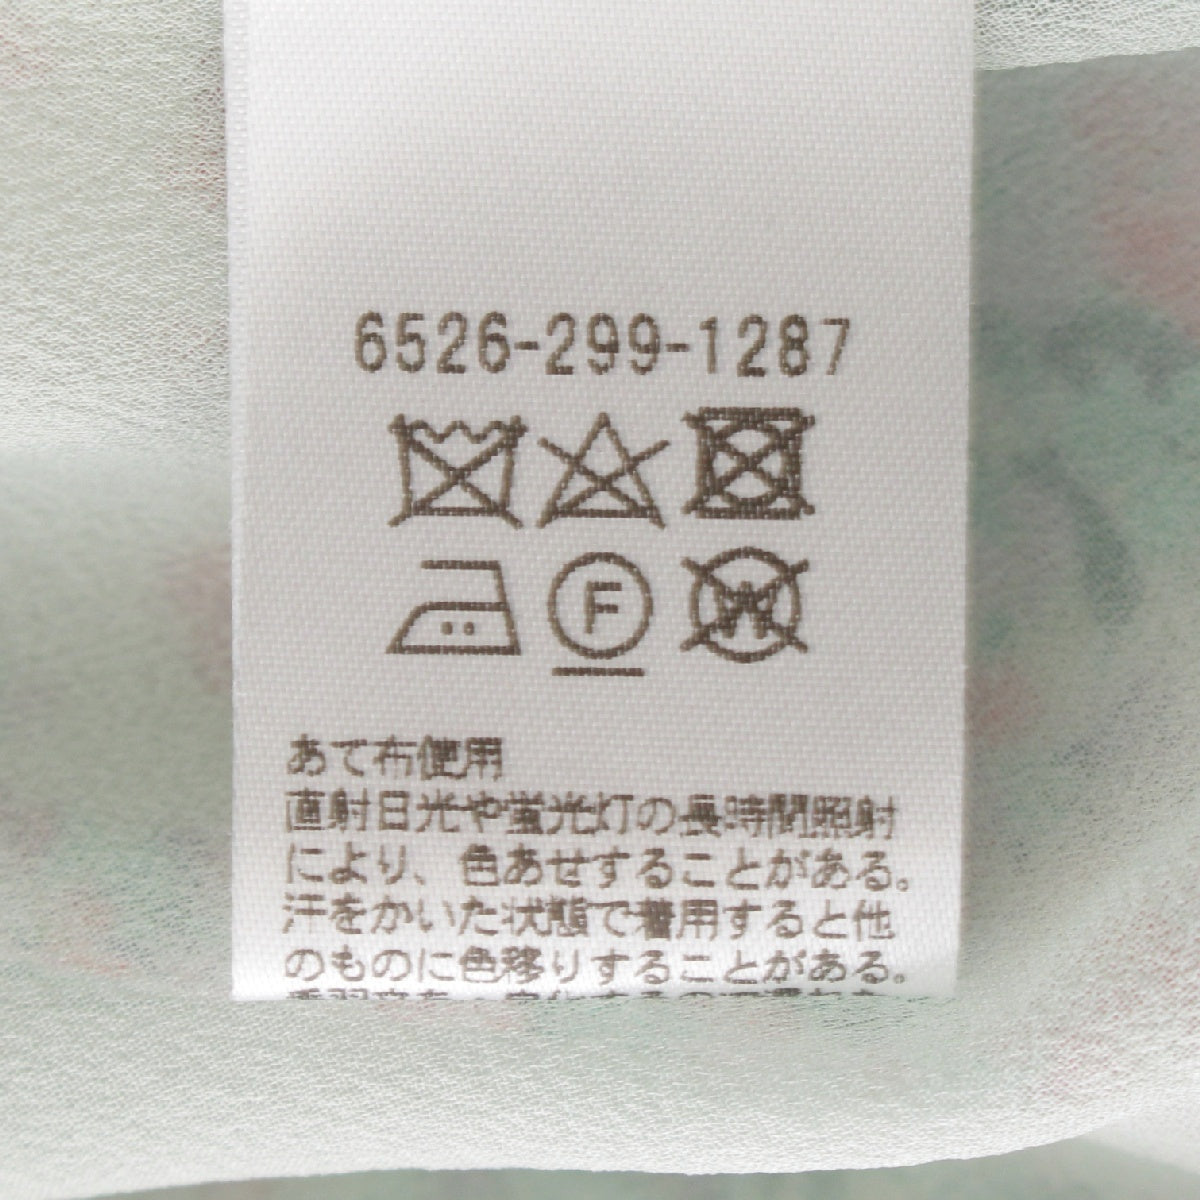 6526-299-1287
F
W
あて布使用
直射日光や蛍光灯の長時間照射
により、色あせすることがある。
汗をかいた状態で着用すると他
のものに色移りすることがある。